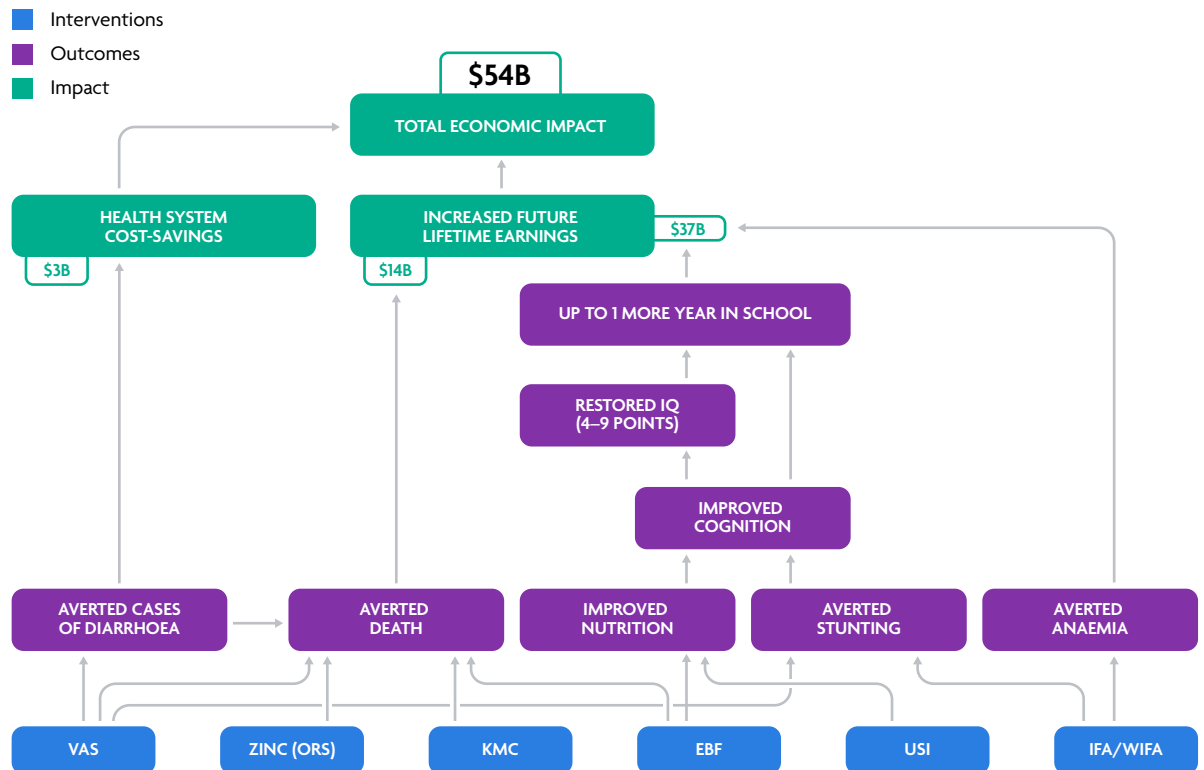 Interventions
Outcomes
Impact
$54B
TOTAL ECONOMIC IMPACT
HEALTH SYSTEM
COST-SAVINGS
$3B
INCREASED FUTURE
LIFETIME EARNINGS
$37B
$14B
UP TO 1 MORE YEAR IN SCHOOL
RESTORED IQ
(4–9 POINTS)
IMPROVED
COGNITION
AVERTED CASES
OF DIARRHOEA
AVERTED
DEATH
IMPROVED
NUTRITION
AVERTED
STUNTING
AVERTED
ANAEMIA
VAS
ZINC (ORS)
KMC
EBF
USI
IFA/WIFA